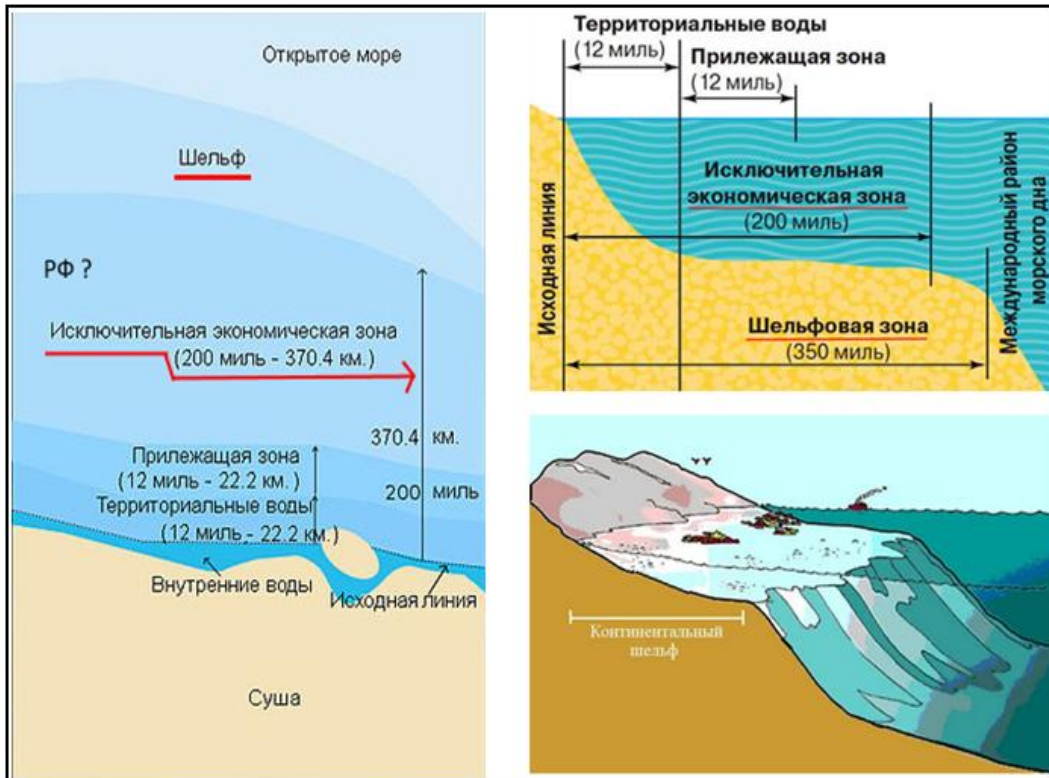 Открытое море
Шельф
РФ ?
Исключительная экономическая зона
(200 миль - 370.4 км.)
370.4 км.
Прилежащая зона
(12 миль - 22.2 км.)
200 миль
Территориальные воды
(12 миль - 22.2 км.)
Внутренние воды
Исходная линия
Суша
Территориальные воды
(12 миль)
Прилежащая зона
(12 миль)
Исключительная
экономическая зона
(200 миль)
Шельфовая зона
(350 миль)
Исходная линия
Международный район
морского дна
Континентальный
шельф